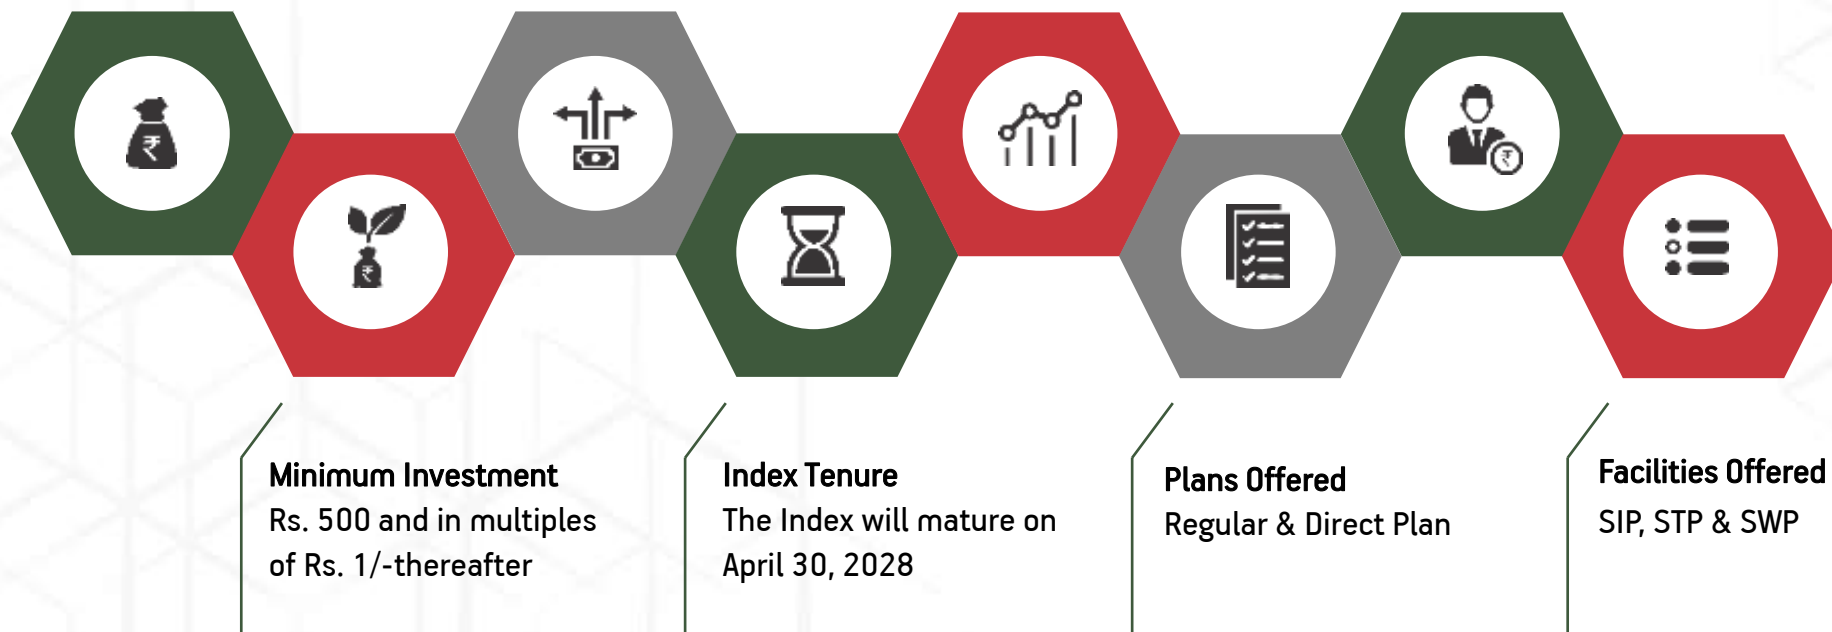 Minimum Investment
Rs. 500 and in multiples
of Rs. 1/-thereafter
Index Tenure
The Index will mature on
April 30, 2028
Plans Offered
Regular & Direct Plan
Facilities Offered
SIP, STP & SWP